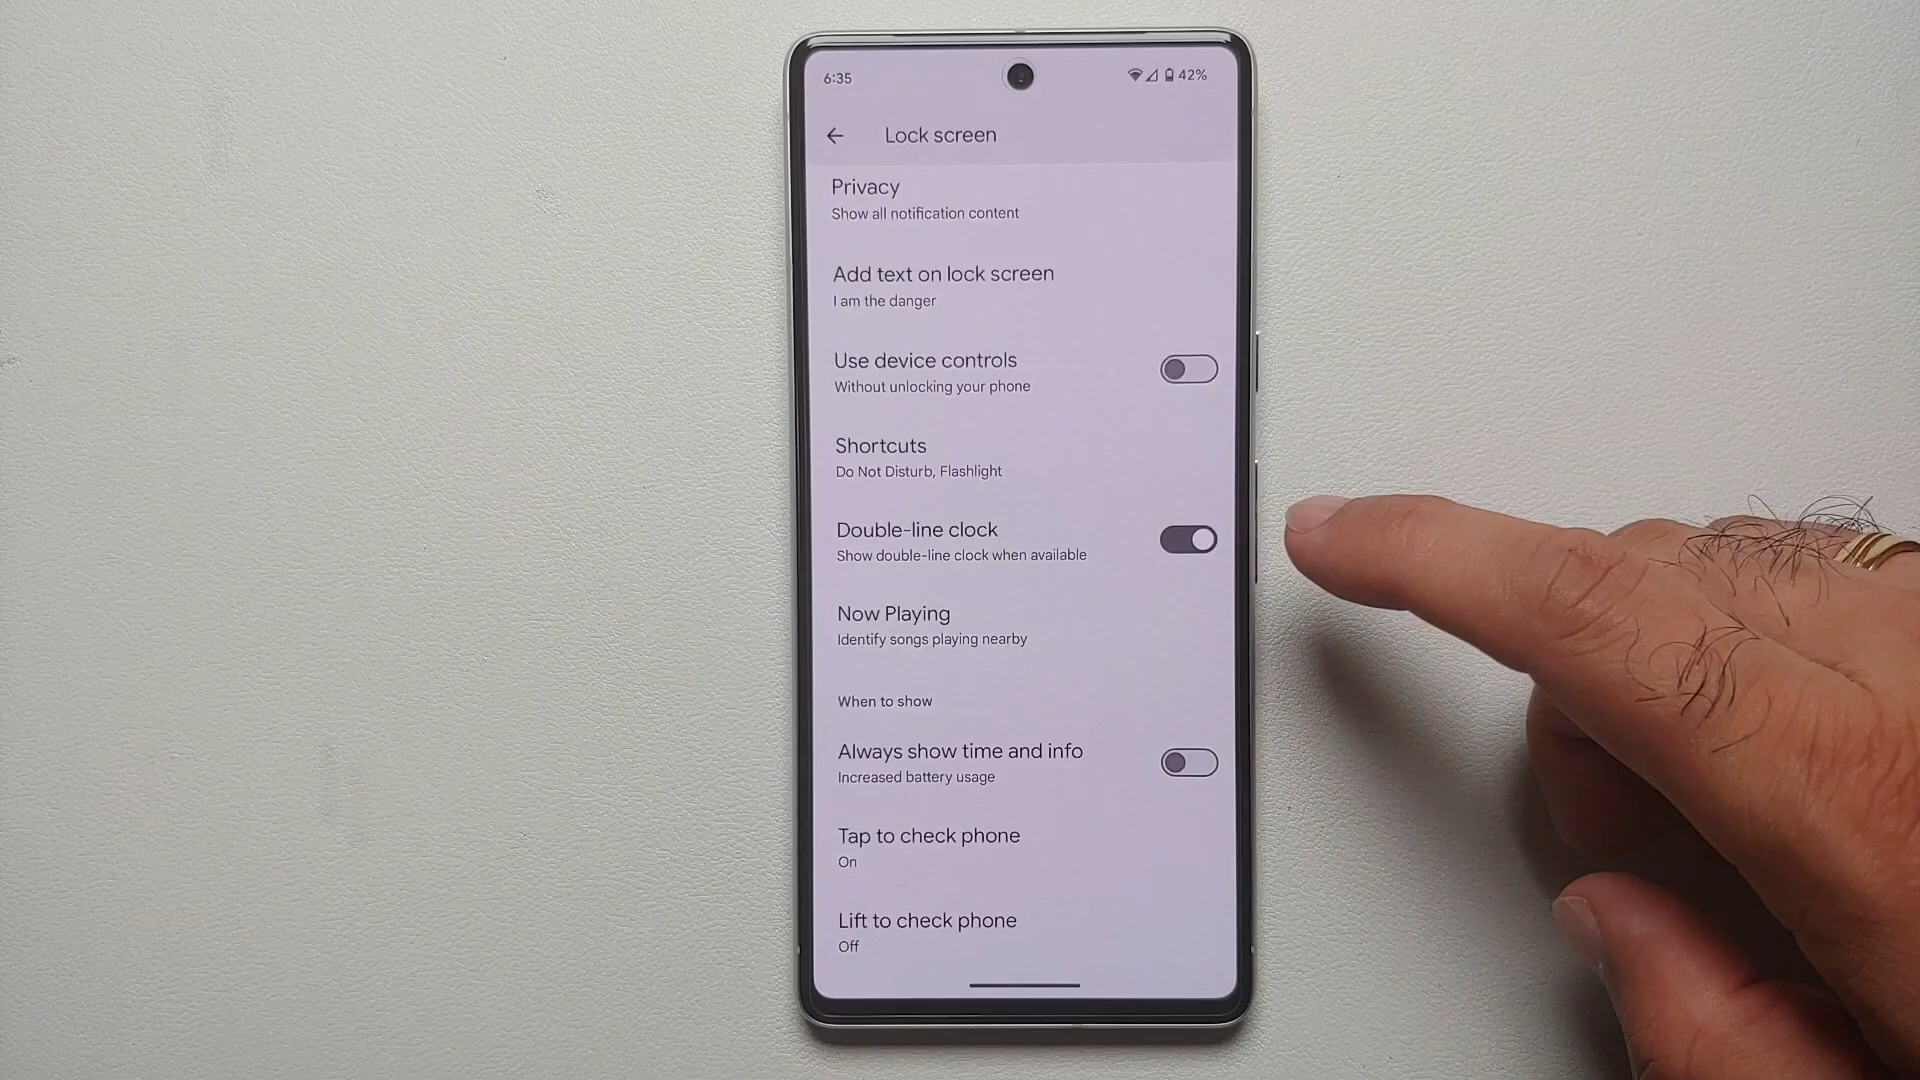 6:35
42%
Lock screen
Privacy
Show all notification content
Add text on lock screen
I am the danger
Use device controls
Without unlocking your phone
Shortcuts
Do Not Disturb, Flashlight
Double-line clock
Show double-line clock when available
Now Playing
Identify songs playing nearby
When to show
Always show time and info
Increased battery usage
Tap to check phone
On
Lift to check phone
Off